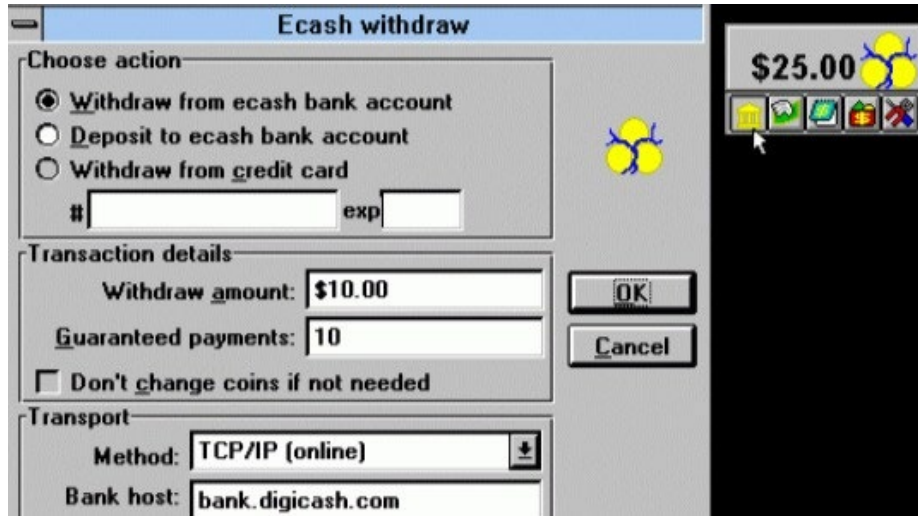 Ecash withdraw
Choose action
Withdraw from ecash bank account
Deposit to ecash bank account
Withdraw from credit card
# exp
Transaction details
Withdraw amount: $10.00
Guaranteed payments: 10
Don't change coins if not needed
OK
Cancel
Transport
Method: TCP/IP (online)
Bank host: bank.digicash.com
$25.00